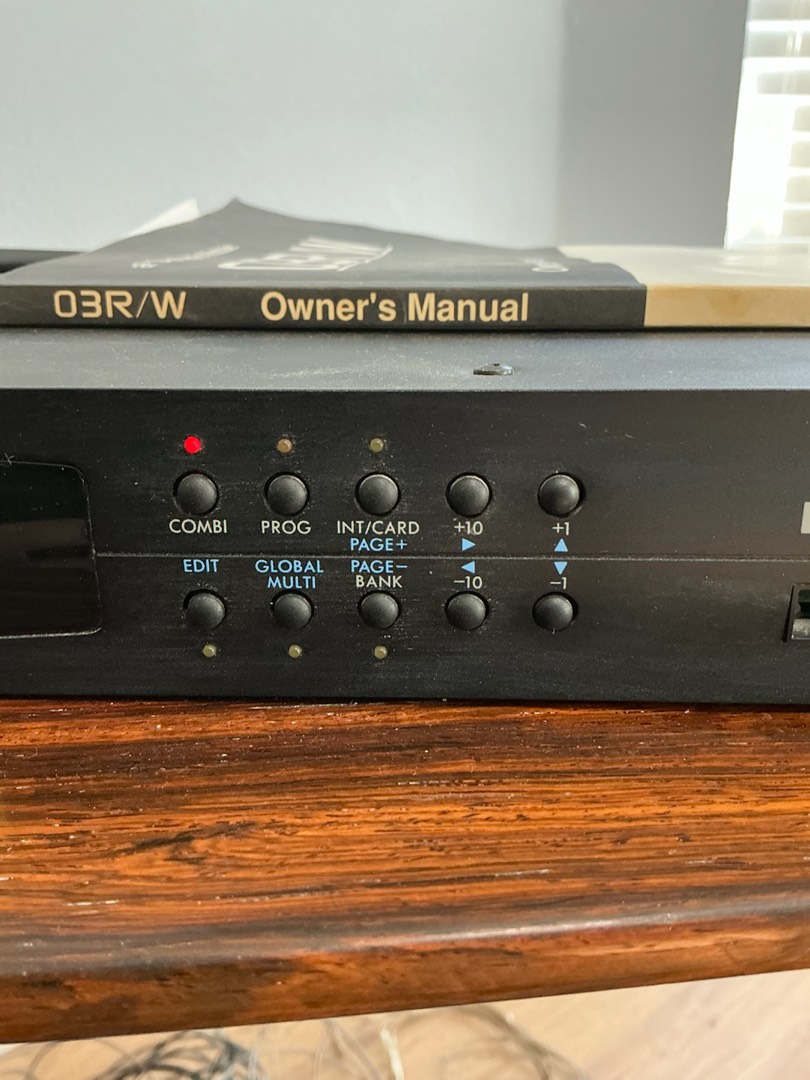 03R/W Owner's Manual
COMBI PROG INT/CARD +10 +1
PAGE+ ▶ ▲
EDIT GLOBAL PAGE− ◀ ▼
MULTI BANK −10 −1